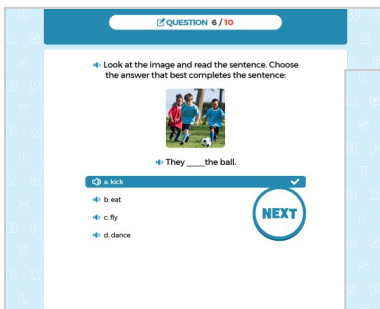 QUESTION 6 / 10
Look at the image and read the sentence. Choose
the answer that best completes the sentence:
They ____the ball.
a. kick
b. eat
c. fly
d. dance
NEXT